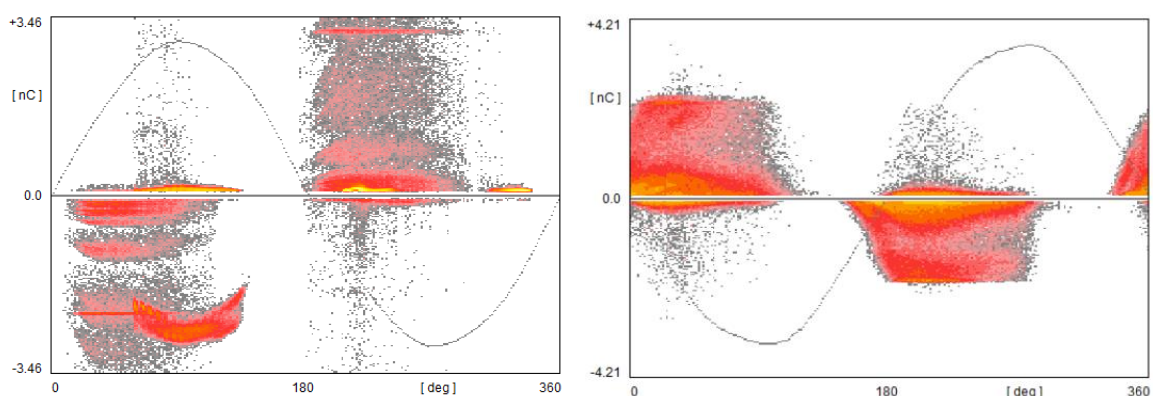 +3.46
[ nC ]
0.0
-3.46
0 180 [ deg ] 360
+4.21
[ nC ]
0.0
-4.21
0 180 [ deg ] 360